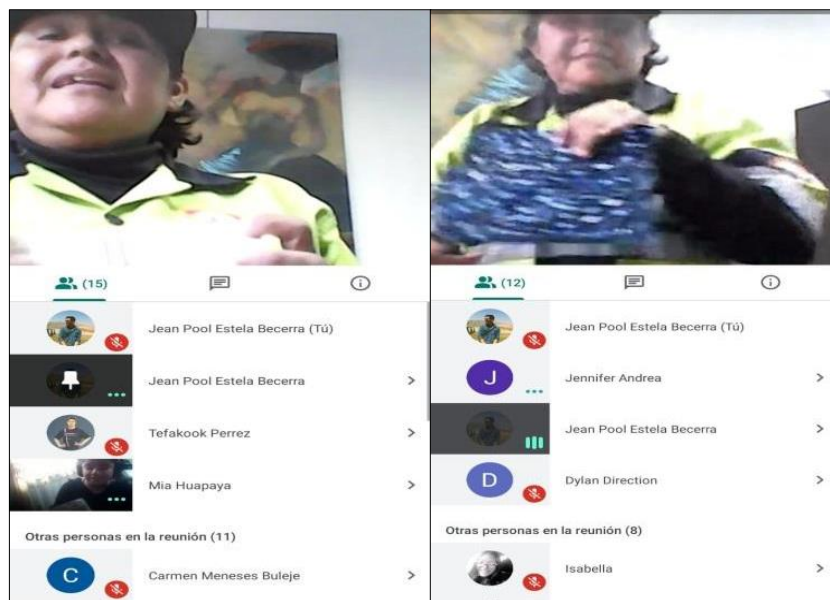 (15)
Jean Pool Estela Becerra (Tú)
Jean Pool Estela Becerra
Tefakook Perrez
Mia Huapaya
Otras personas en la reunión (11)
C
Carmen Meneses Buleje
(12)
Jean Pool Estela Becerra (Tú)
J
Jennifer Andrea
Jean Pool Estela Becerra
D
Dylan Direction
Otras personas en la reunión (8)
Isabella